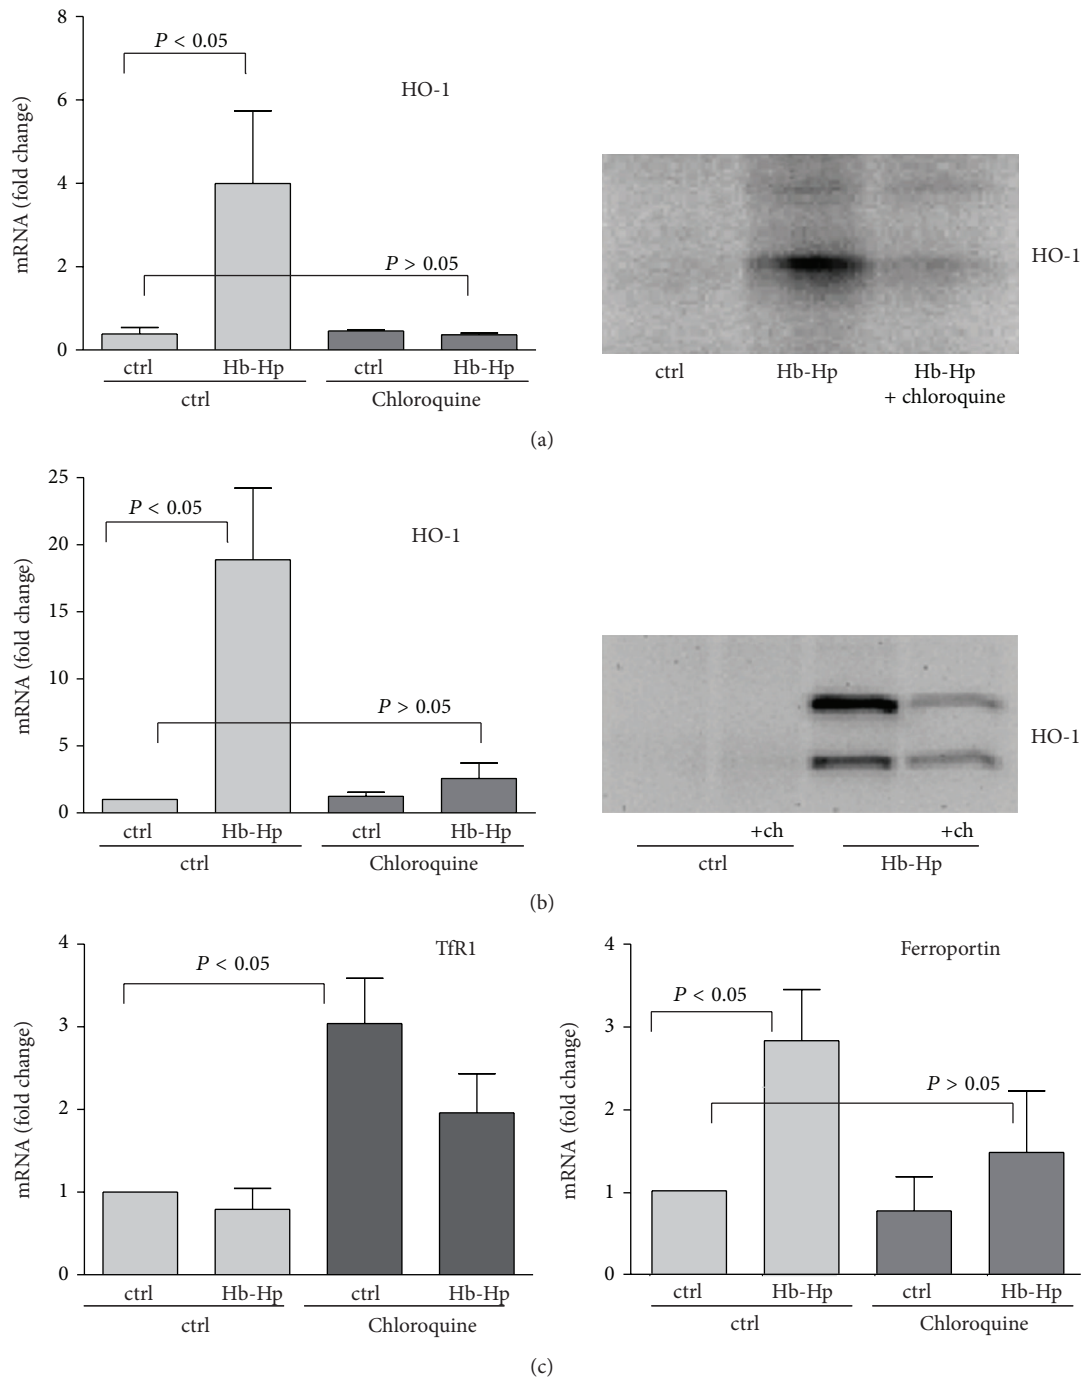 8
P < 0.05
HO-1
6
4
2
P > 0.05
0
mRNA (fold change)
ctrl Hb-Hp ctrl Hb-Hp
ctrl Chloroquine
HO-1
ctrl Hb-Hp Hb-Hp
+ chloroquine
(a)
25
P < 0.05
HO-1
20
15
10
P > 0.05
5
0
mRNA (fold change)
ctrl Hb-Hp ctrl Hb-Hp
ctrl Chloroquine
HO-1
+ch +ch
ctrl Hb-Hp
(b)
4
TfR1
P < 0.05
3
2
1
0
mRNA (fold change)
ctrl Hb-Hp ctrl Hb-Hp
ctrl Chloroquine
4
Ferroportin
P < 0.05
3
P > 0.05
2
1
0
mRNA (fold change)
ctrl Hb-Hp ctrl Hb-Hp
ctrl Chloroquine
(c)